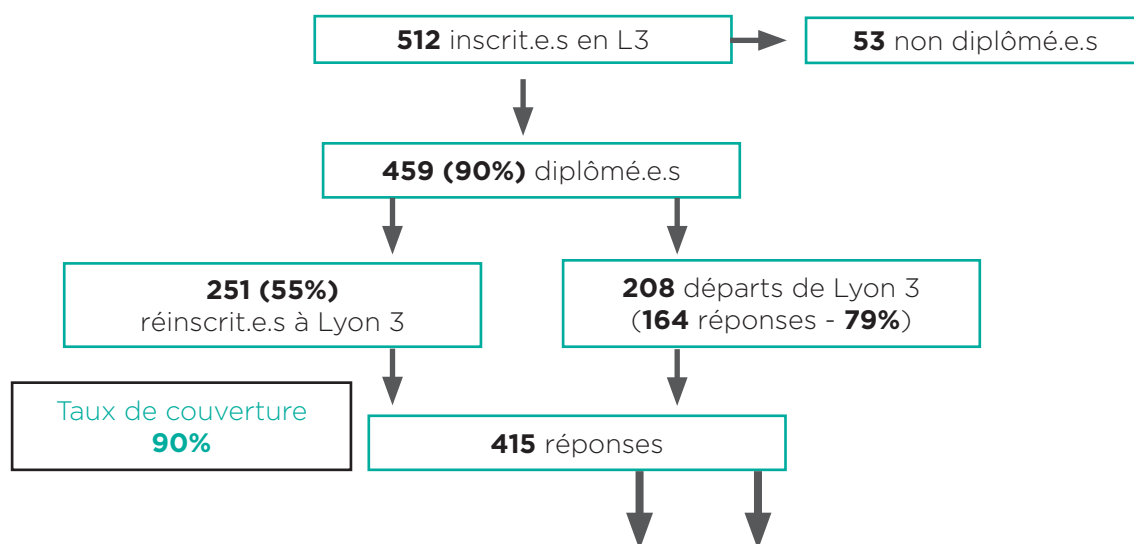 512 inscrit.e.s en L3
53 non diplômé.e.s
459 (90%) diplômé.e.s
251 (55%)
réinscrit.e.s à Lyon 3
208 départs de Lyon 3
(164 réponses - 79%)
Taux de couverture
90%
415 réponses